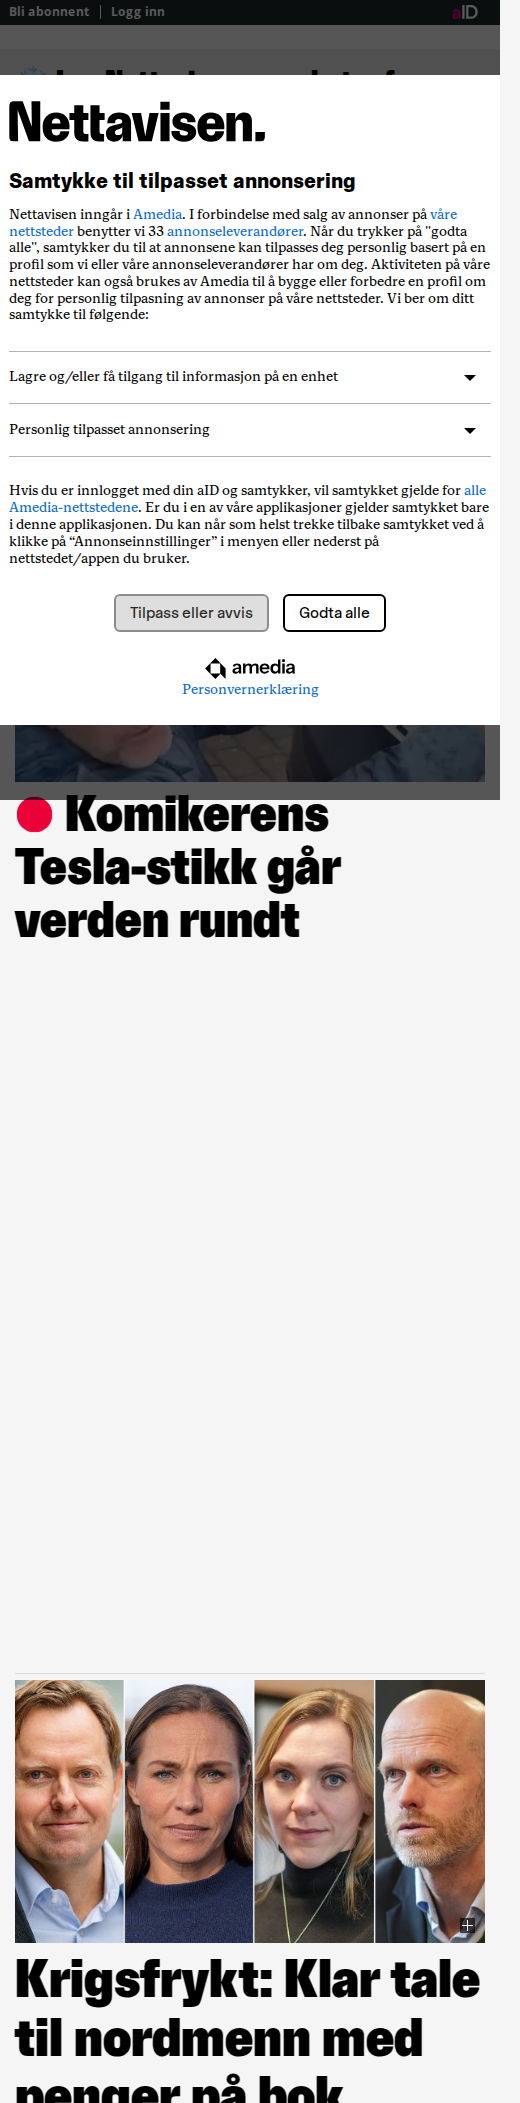 Bli abonnent
Logg inn
aID
Nettavisen.
Samtykke til tilpasset annonsering
Nettavisen inngår i Amedia. I forbindelse med salg av annonser på våre
nettsteder benytter vi 33 annonseleverandører. Når du trykker på "godta
alle", samtykker du til at annonsene kan tilpasses deg personlig basert på en
profil som vi eller våre annonseleverandører har om deg. Aktiviteten på våre
nettsteder kan også brukes av Amedia til å bygge eller forbedre en profil om
deg for personlig tilpasning av annonser på våre nettsteder. Vi ber om ditt
samtykke til følgende:
Lagre og/eller få tilgang til informasjon på en enhet
Personlig tilpasset annonsering
Hvis du er innlogget med din aID og samtykker, vil samtykket gjelde for alle
Amedia-nettstedene. Er du i en av våre applikasjoner gjelder samtykket bare
i denne applikasjonen. Du kan når som helst trekke tilbake samtykket ved å
klikke på “Annonseinnstillinger” i menyen eller nederst på
nettstedet/appen du bruker.
Tilpass eller avvis
Godta alle
amedia
Personvernerklæring
Komikerens
Tesla-stikk går
verden rundt
Krigsfrykt: Klar tale
til nordmenn med
penger på bok